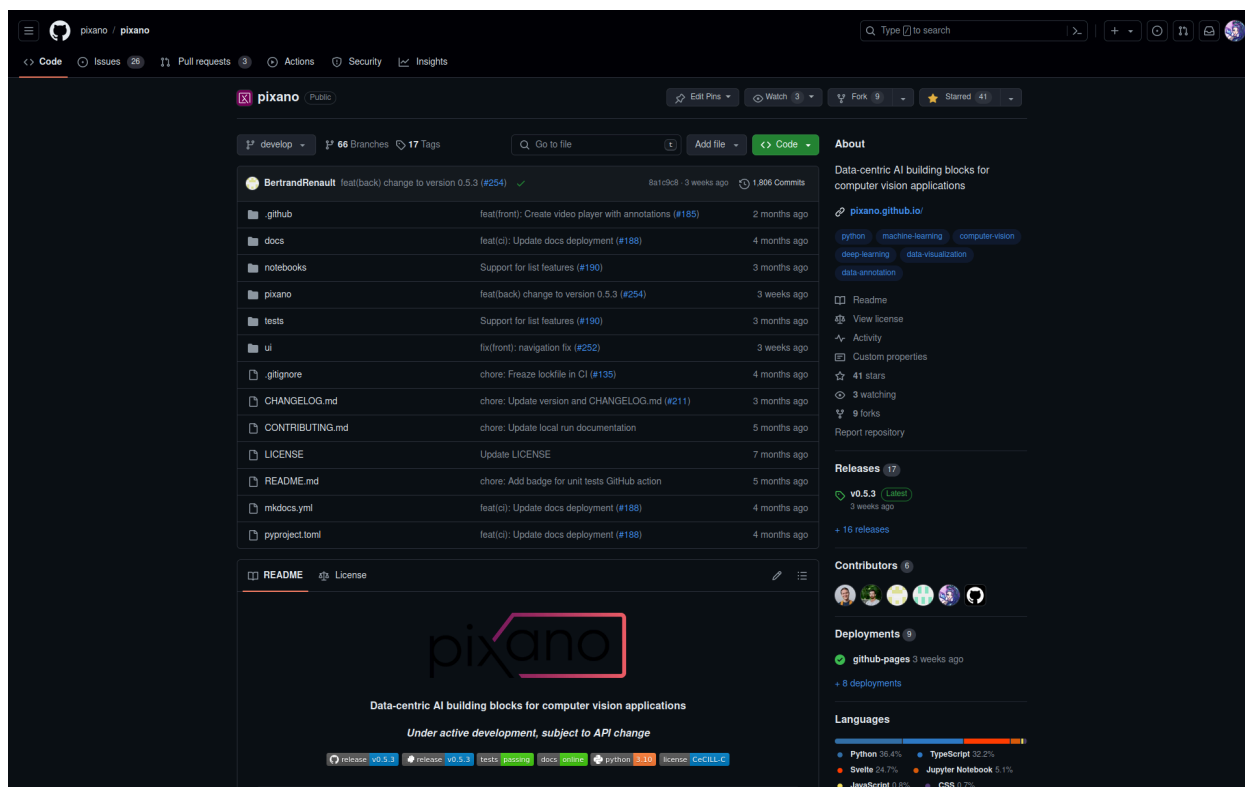 pixano / pixano
Type / to search
Code Issues 26 Pull requests 3 Actions Security Insights
pixano Public
Edit Pins Watch 3 Fork 9 Starred 41
develop 66 Branches 17 Tags Go to file t Add file Code
BertrandRenault feat(back) change to version 0.5.3 (#254) 8a1c9c8 · 3 weeks ago 1,806 Commits
.github feat(front): Create video player with annotations (#185) 2 months ago
docs feat(ci): Update docs deployment (#188) 4 months ago
notebooks Support for list features (#190) 3 months ago
pixano feat(back) change to version 0.5.3 (#254) 3 weeks ago
tests Support for list features (#190) 3 months ago
ui fix(front): navigation fix (#252) 3 weeks ago
.gitignore chore: Freaze lockfile in CI (#135) 4 months ago
CHANGELOG.md chore: Update version and CHANGELOG.md (#211) 3 months ago
CONTRIBUTING.md chore: Update local run documentation 5 months ago
LICENSE Update LICENSE 7 months ago
README.md chore: Add badge for unit tests GitHub action 5 months ago
mkdocs.yml feat(ci): Update docs deployment (#188) 4 months ago
pyproject.toml feat(ci): Update docs deployment (#188) 4 months ago
README License
pixano
Data-centric AI building blocks for computer vision applications
Under active development, subject to API change
release v0.5.3 release v0.5.3 tests passing docs online python 3.10 license CeCILL-C
About
Data-centric AI building blocks for
computer vision applications
pixano.github.io/
python machine-learning computer-vision
deep-learning data-visualization
data-annotation
Readme
View license
Activity
Custom properties
41 stars
3 watching
9 forks
Report repository
Releases 17
v0.5.3 Latest
3 weeks ago
+ 16 releases
Contributors 6
Deployments 9
github-pages 3 weeks ago
+ 8 deployments
Languages
Python 36.4% TypeScript 32.2%
Svelte 24.7% Jupyter Notebook 5.1%
JavaScript 0.8% CSS 0.7%